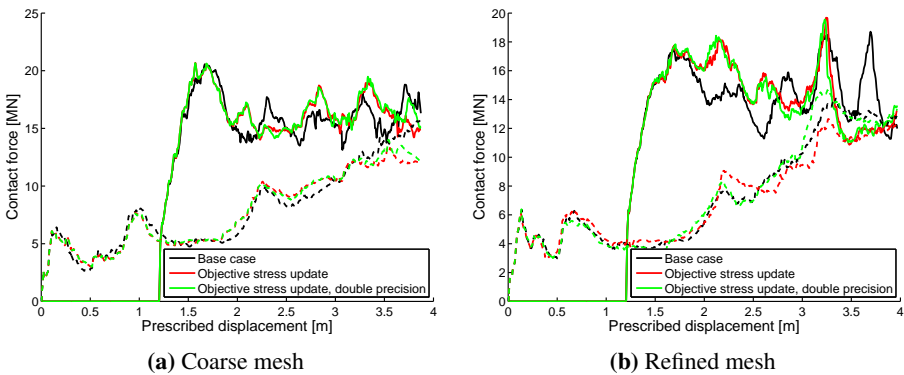 25
20
15
10
5
0
Contact force [MN]
Base case
Objective stress update
Objective stress update, double precision
0 0.5 1 1.5 2 2.5 3 3.5 4
Prescribed displacement [m]
(a) Coarse mesh
20
18
16
14
12
10
8
6
4
2
0
Contact force [MN]
Base case
Objective stress update
Objective stress update, double precision
0 0.5 1 1.5 2 2.5 3 3.5 4
Prescribed displacement [m]
(b) Refined mesh